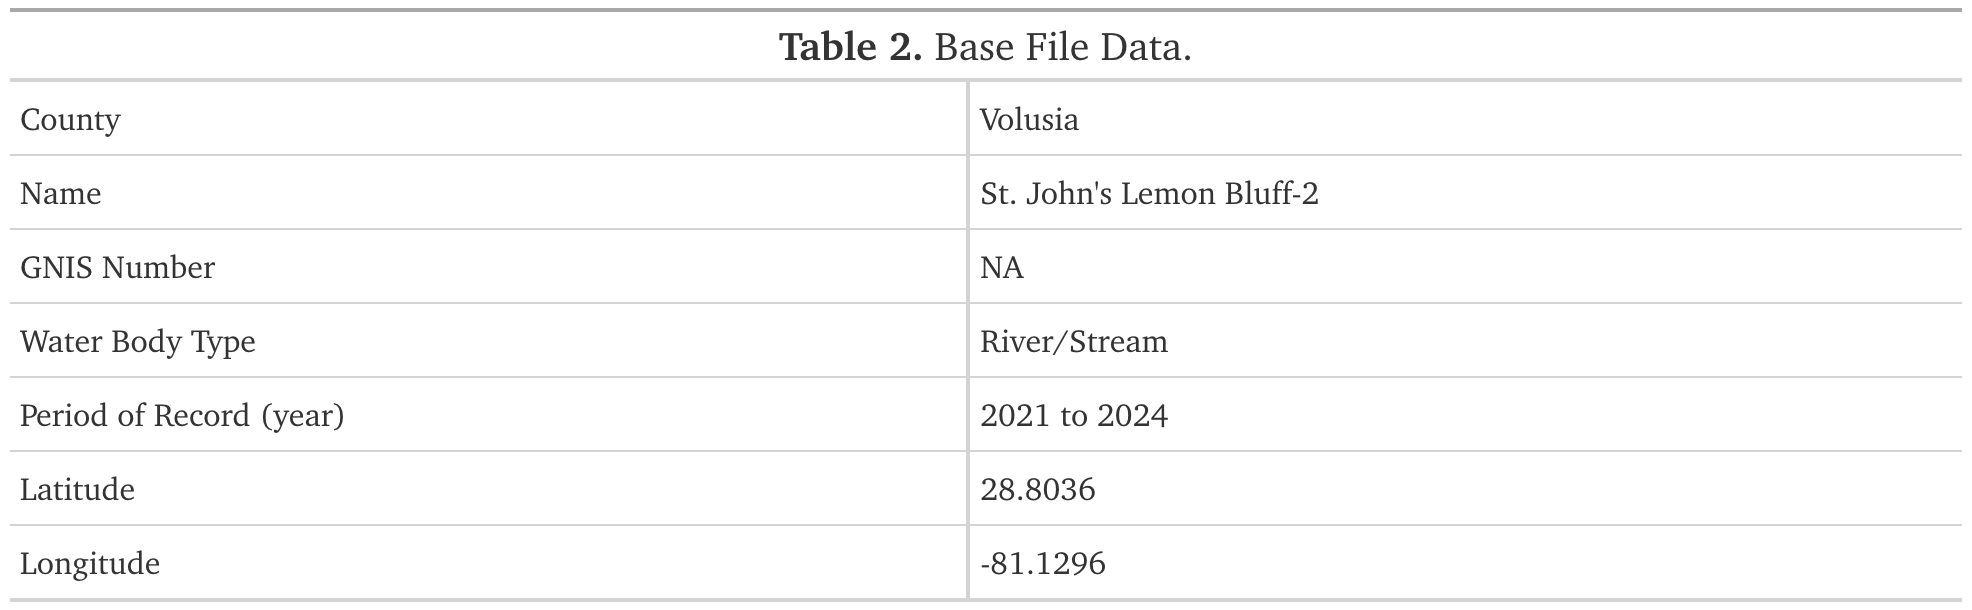 Table 2. Base File Data.
County Volusia
Name St. John's Lemon Bluff-2
GNIS Number NA
Water Body Type River/Stream
Period of Record (year) 2021 to 2024
Latitude 28.8036
Longitude -81.1296